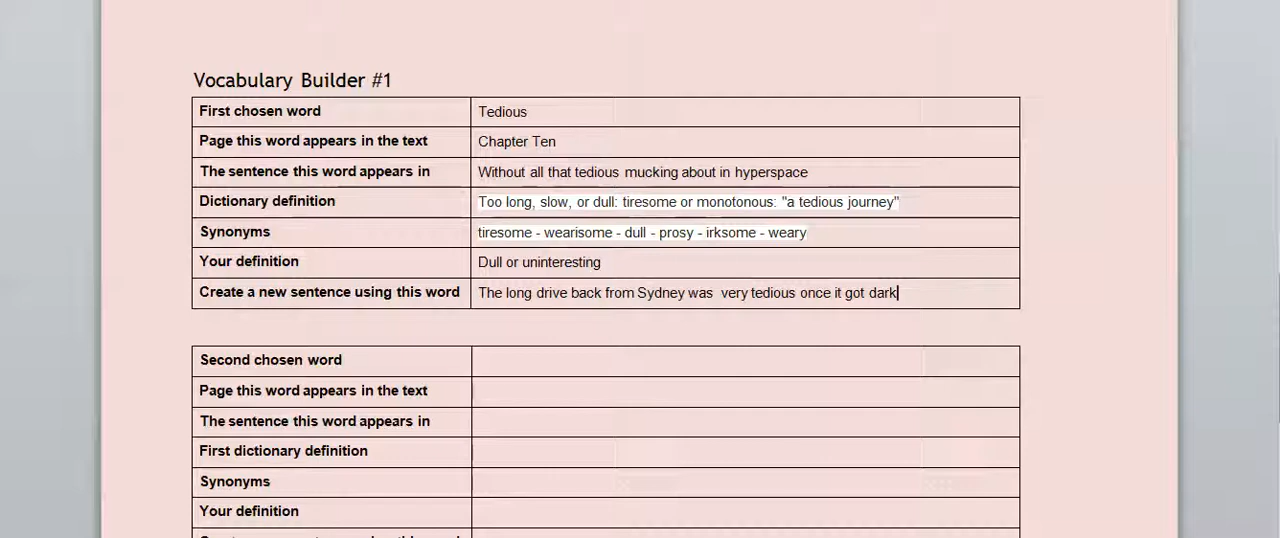 Vocabulary Builder #1
First chosen word Tedious
Page this word appears in the text Chapter Ten
The sentence this word appears in Without all that tedious mucking about in hyperspace
Dictionary definition Too long, slow, or dull: tiresome or monotonous: "a tedious journey"
Synonyms tiresome - wearisome - dull - prosy - irksome - weary
Your definition Dull or uninteresting
Create a new sentence using this word The long drive back from Sydney was very tedious once it got dark
Second chosen word
Page this word appears in the text
The sentence this word appears in
First dictionary definition
Synonyms
Your definition